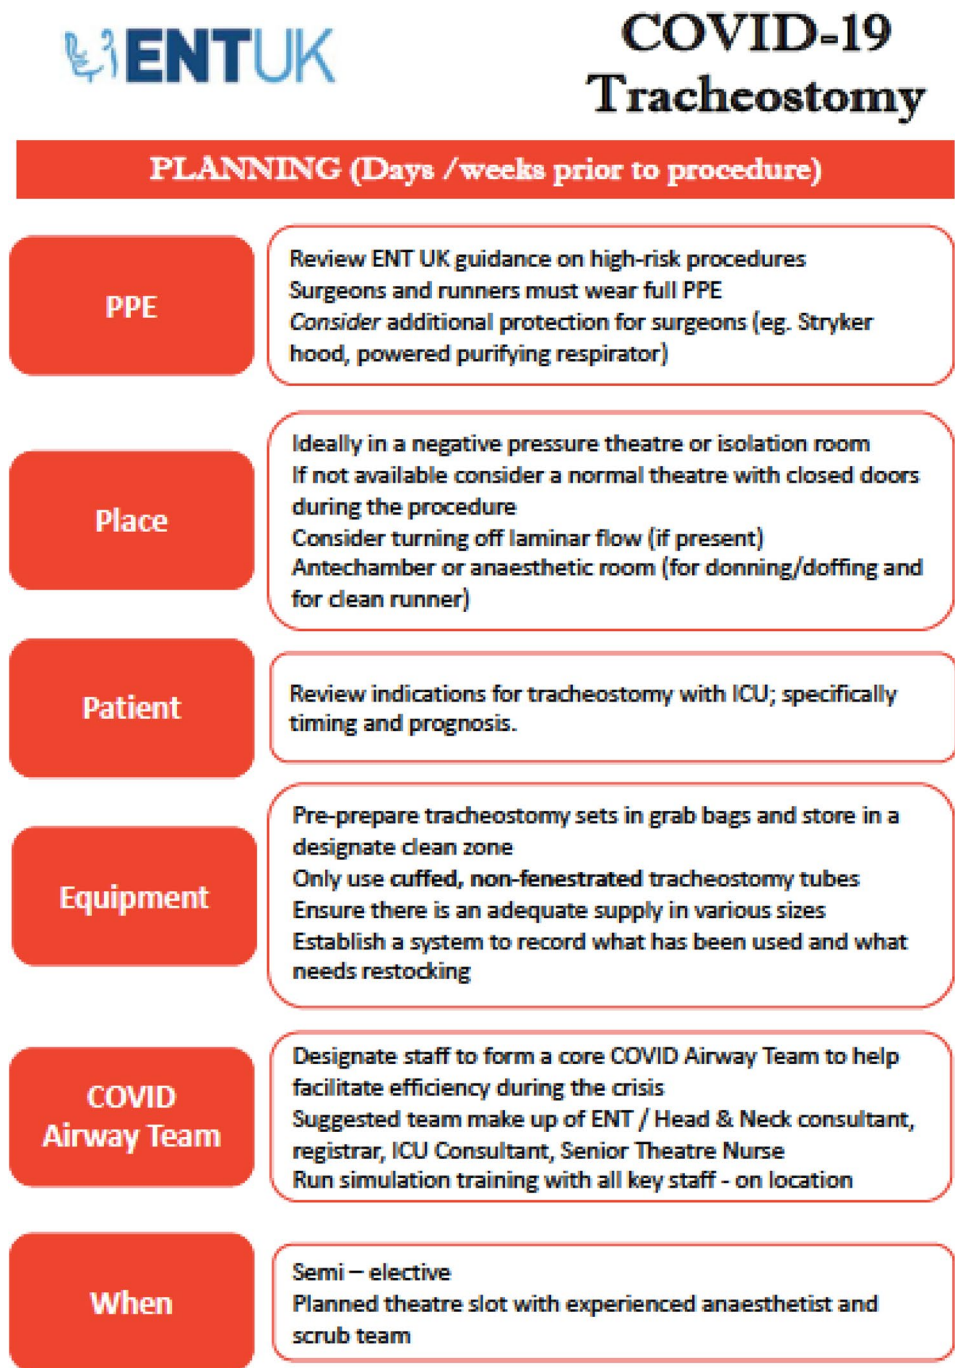 ENTUK
COVID-19
Tracheostomy
PLANNING (Days /weeks prior to procedure)
PPE
Review ENT UK guidance on high-risk procedures
Surgeons and runners must wear full PPE
Consider additional protection for surgeons (eg. Stryker
hood, powered purifying respirator)
Place
Ideally in a negative pressure theatre or isolation room
If not available consider a normal theatre with closed doors
during the procedure
Consider turning off laminar flow (if present)
Antechamber or anaesthetic room (for donning/doffing and
for clean runner)
Patient
Review indications for tracheostomy with ICU; specifically
timing and prognosis.
Equipment
Pre-prepare tracheostomy sets in grab bags and store in a
designate clean zone
Only use cuffed, non-fenestrated tracheostomy tubes
Ensure there is an adequate supply in various sizes
Establish a system to record what has been used and what
needs restocking
COVID
Airway Team
Designate staff to form a core COVID Airway Team to help
facilitate efficiency during the crisis
Suggested team make up of ENT / Head & Neck consultant,
registrar, ICU Consultant, Senior Theatre Nurse
Run simulation training with all key staff - on location
When
Semi – elective
Planned theatre slot with experienced anaesthetist and
scrub team